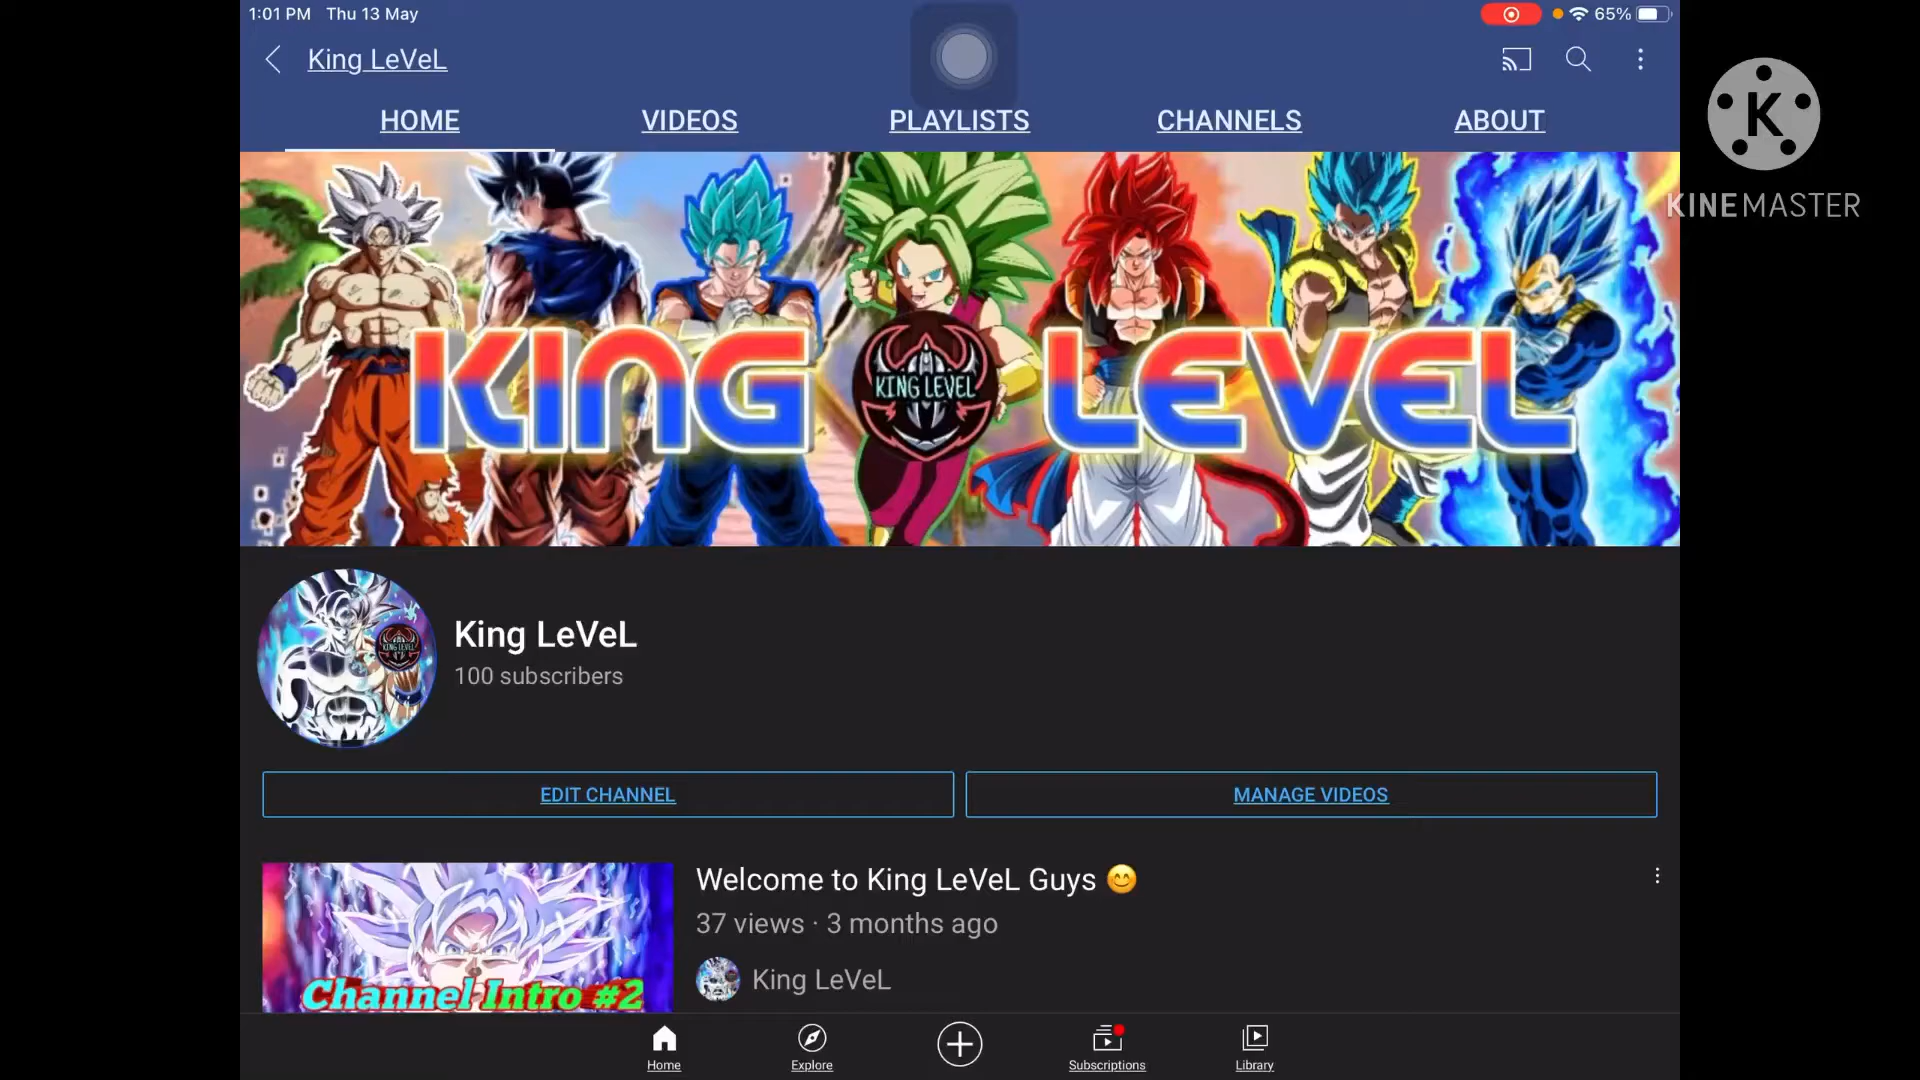 1:01 PM Thu 13 May
65%
King LeVeL
HOME VIDEOS PLAYLISTS CHANNELS ABOUT
K
KINEMASTER
KING LEVEL
KING LEVEL
KING LEVEL
King LeVeL
100 subscribers
EDIT CHANNEL MANAGE VIDEOS
Welcome to King LeVeL Guys 😊
37 views · 3 months ago
King LeVeL
Channel Intro #2
Home Explore Subscriptions Library